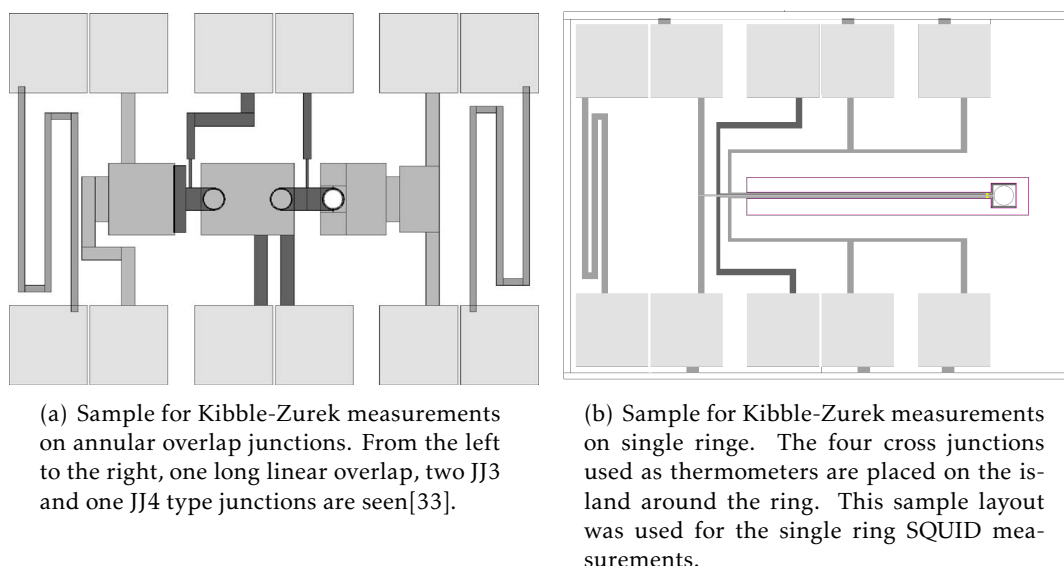 (a) Sample for Kibble-Zurek measurements
on annular overlap junctions. From the left
to the right, one long linear overlap, two JJ3
and one JJ4 type junctions are seen[33].
(b) Sample for Kibble-Zurek measurements
on single ringe. The four cross junctions
used as thermometers are placed on the is-
land around the ring. This sample layout
was used for the single ring SQUID mea-
surements.